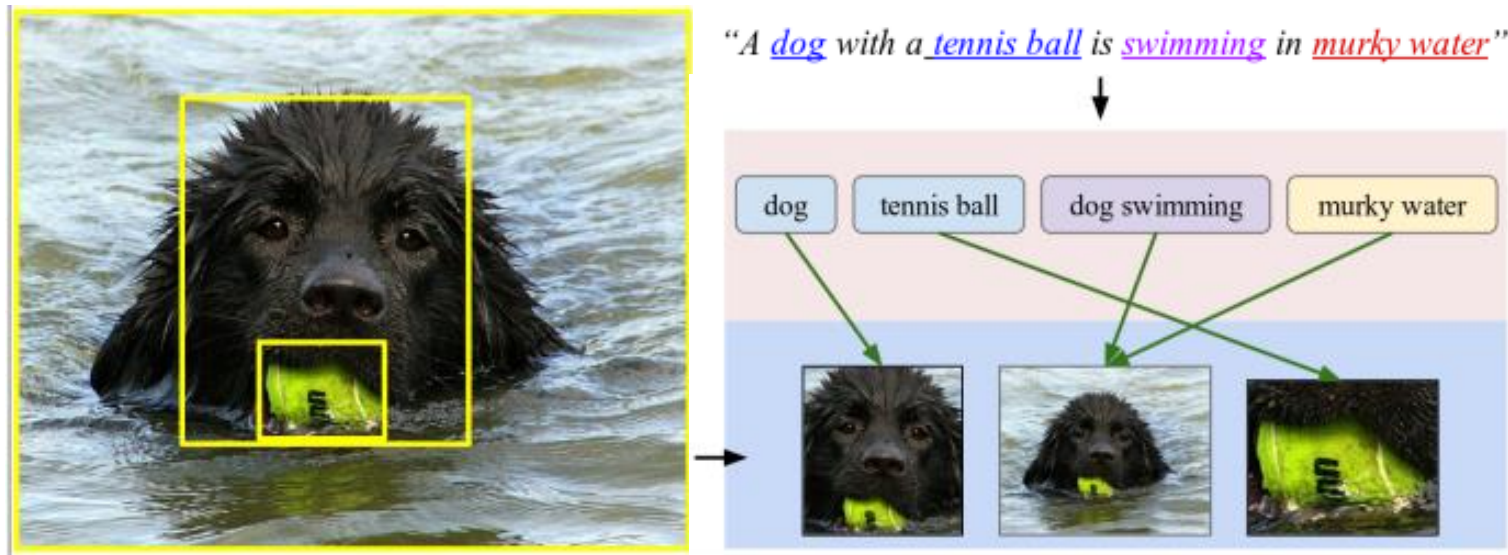 “A dog with a tennis ball is swimming in murky water”
dog
tennis ball
dog swimming
murky water